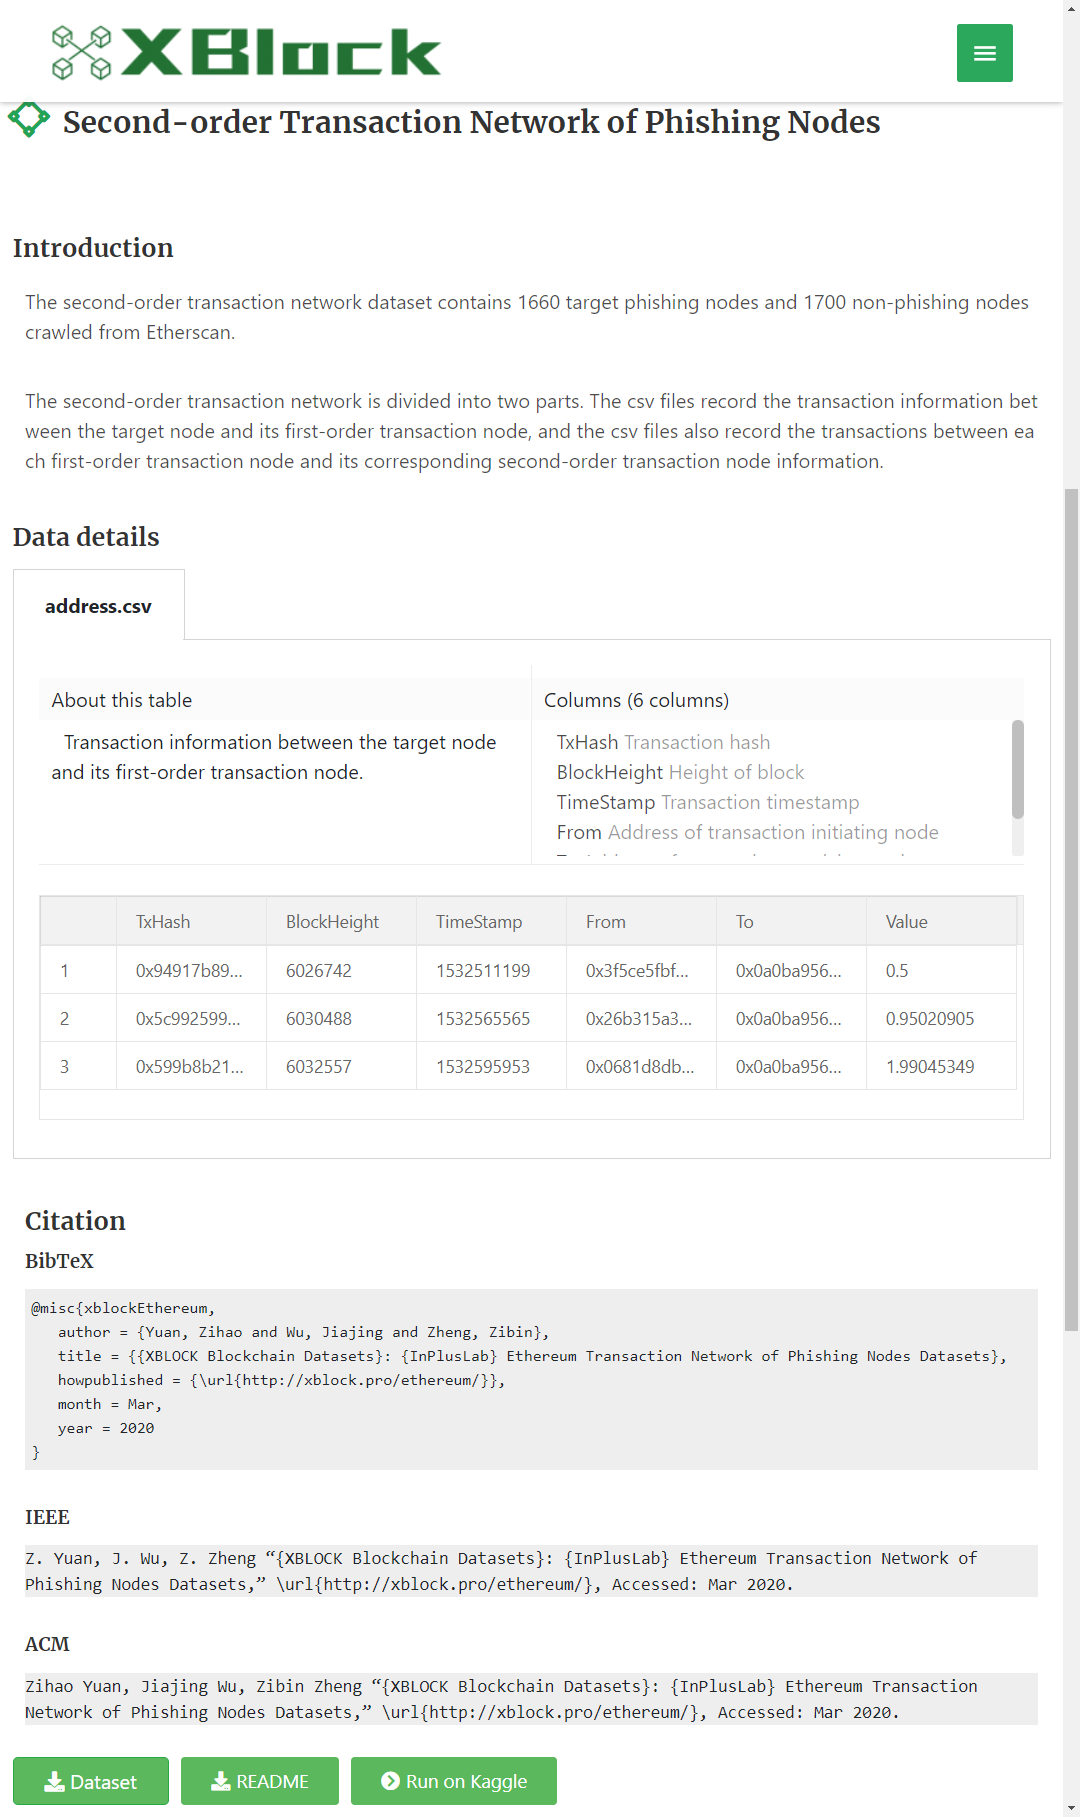 XBlock
Second-order Transaction Network of Phishing Nodes
Introduction
The second-order transaction network dataset contains 1660 target phishing nodes and 1700 non-phishing nodes
crawled from Etherscan.
The second-order transaction network is divided into two parts. The csv files record the transaction information bet
ween the target node and its first-order transaction node, and the csv files also record the transactions between ea
ch first-order transaction node and its corresponding second-order transaction node information.
Data details
address.csv
About this table
Transaction information between the target node
and its first-order transaction node.
Columns (6 columns)
TxHash Transaction hash
BlockHeight Height of block
TimeStamp Transaction timestamp
From Address of transaction initiating node
TxHash BlockHeight TimeStamp From To Value
1 0x94917b89... 6026742 1532511199 0x3f5ce5fbf... 0x0a0ba956... 0.5
2 0x5c992599... 6030488 1532565565 0x26b315a3... 0x0a0ba956... 0.95020905
3 0x599b8b21... 6032557 1532595953 0x0681d8db... 0x0a0ba956... 1.99045349
Citation
BibTeX
@misc{xblockEthereum,
author = {Yuan, Zihao and Wu, Jiajing and Zheng, Zibin},
title = {{XBLOCK Blockchain Datasets}: {InPlusLab} Ethereum Transaction Network of Phishing Nodes Datasets},
howpublished = {\url{http://xblock.pro/ethereum/}},
month = Mar,
year = 2020
}
IEEE
Z. Yuan, J. Wu, Z. Zheng “{XBLOCK Blockchain Datasets}: {InPlusLab} Ethereum Transaction Network of
Phishing Nodes Datasets,” \url{http://xblock.pro/ethereum/}, Accessed: Mar 2020.
ACM
Zihao Yuan, Jiajing Wu, Zibin Zheng “{XBLOCK Blockchain Datasets}: {InPlusLab} Ethereum Transaction
Network of Phishing Nodes Datasets,” \url{http://xblock.pro/ethereum/}, Accessed: Mar 2020.
Dataset
README
Run on Kaggle